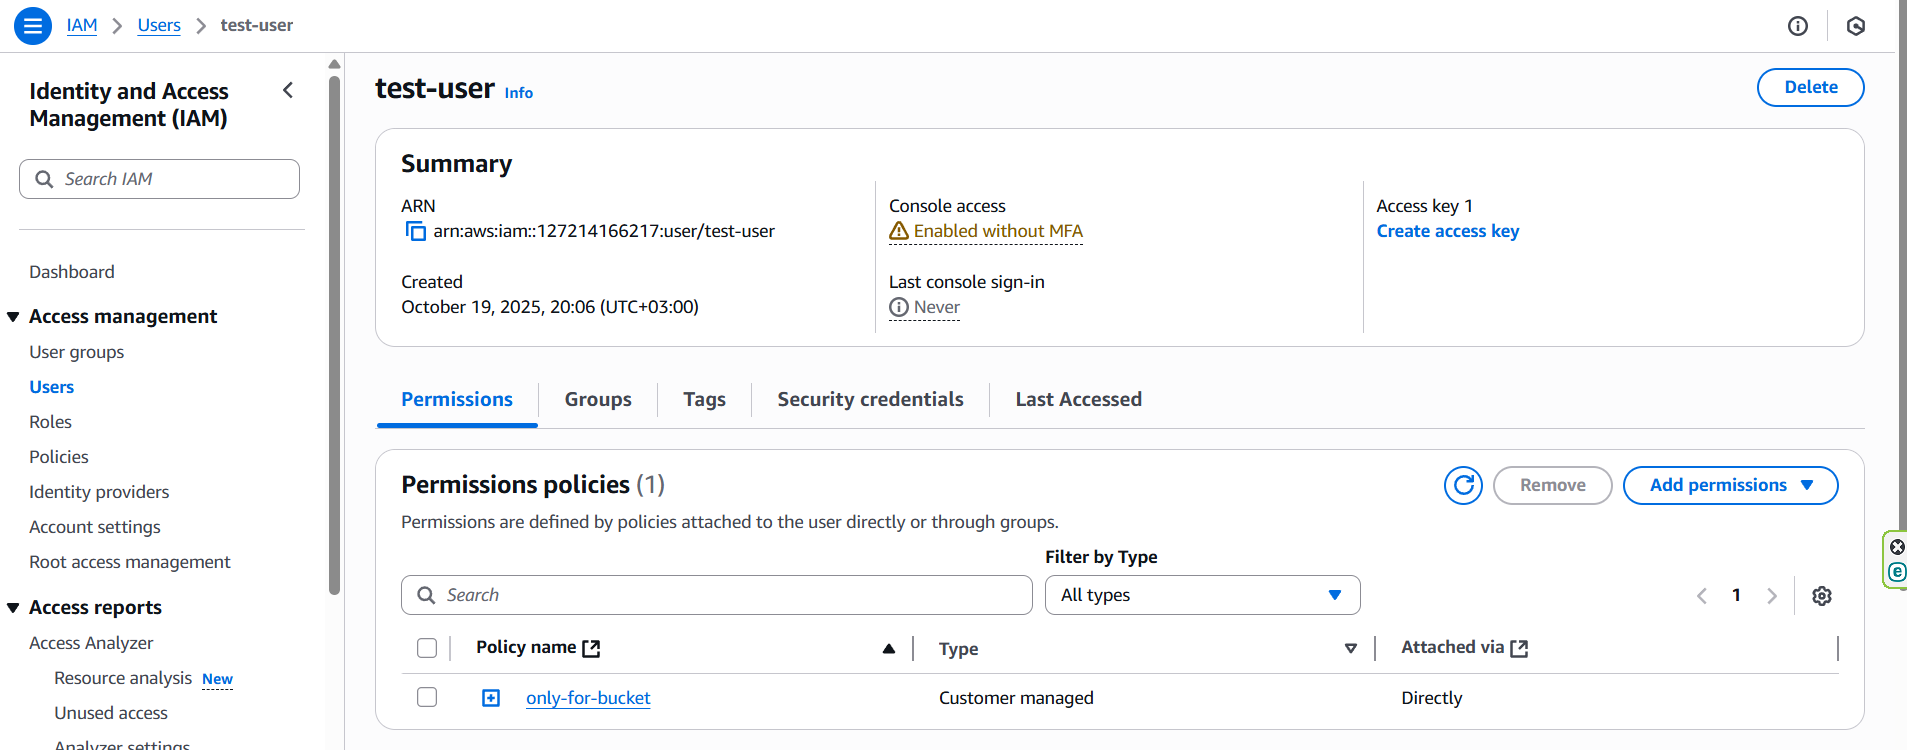 IAM > Users > test-user
Identity and Access
Management (IAM)
Search IAM
Dashboard
Access management
User groups
Users
Roles
Policies
Identity providers
Account settings
Root access management
Access reports
Access Analyzer
Resource analysis New
Unused access
Analyzer settings
test-user Info
Delete
Summary
ARN
arn:aws:iam::127214166217:user/test-user
Created
October 19, 2025, 20:06 (UTC+03:00)
Console access
Enabled without MFA
Last console sign-in
Never
Access key 1
Create access key
Permissions Groups Tags Security credentials Last Accessed
Permissions policies (1)
Remove Add permissions
Permissions are defined by policies attached to the user directly or through groups.
Filter by Type
Search All types 1
Policy name Type Attached via
only-for-bucket Customer managed Directly